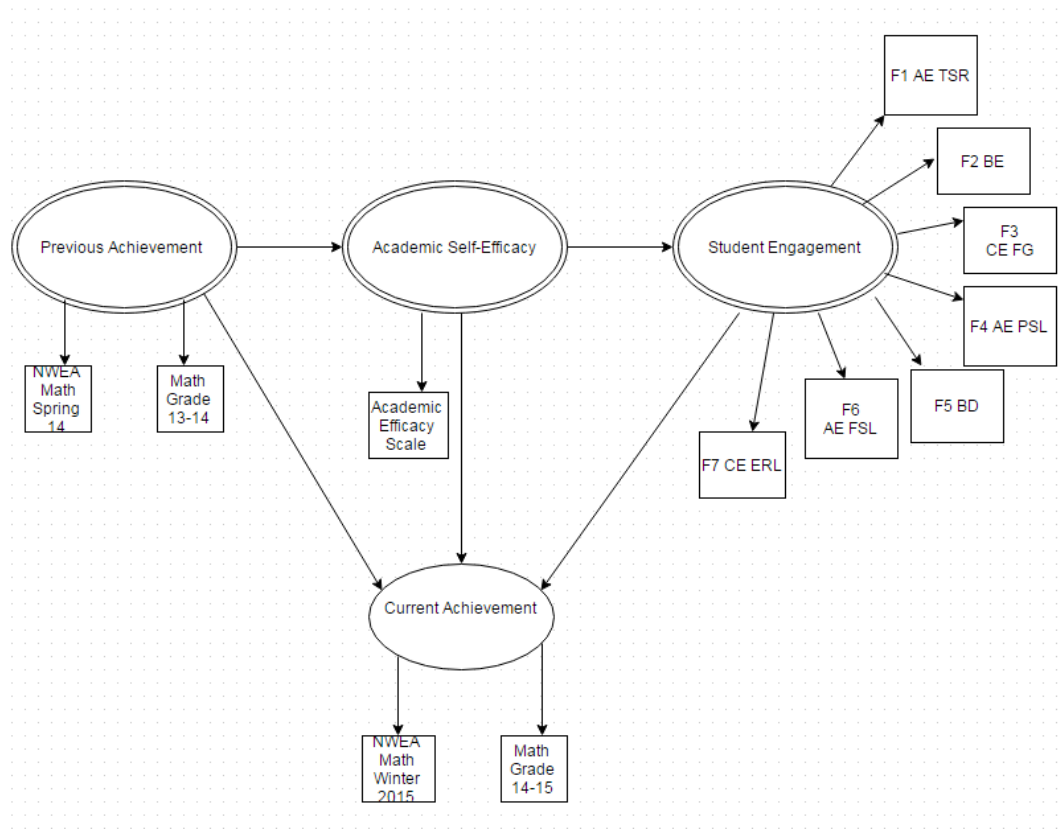 F1 AE TSR
F2 BE
Previous Achievement
Academic Self-Efficacy
Student Engagement
F3
CE FG
F4 AE PSL
NWEA
Math
Spring
14
Math
Grade
13-14
Academic
Efficacy
Scale
F5 BD
F6
AE FSL
F7 CE ERL
Current Achievement
NWEA
Math
Winter
2015
Math
Grade
14-15